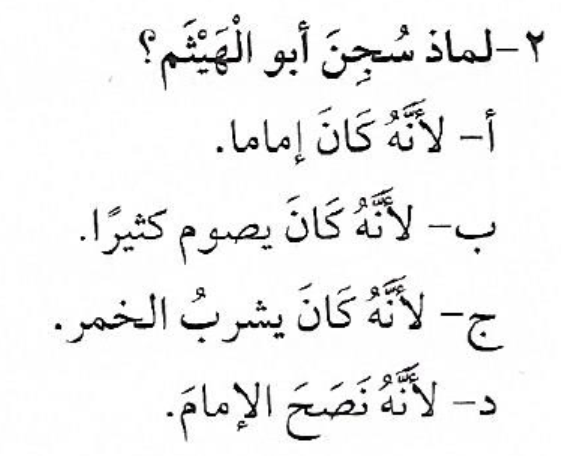 ٢-لماذ سُجِنَ أبو الْهَيْثَم؟
أ- لأَنَّهُ كَانَ إماما.
ب- لأَنَّهُ كَانَ يصوم كثيرًا.
ج- لأَنَّهُ كَانَ يشربُ الخمر.
د- لأَنَّهُ نَصَحَ الإمامَ.